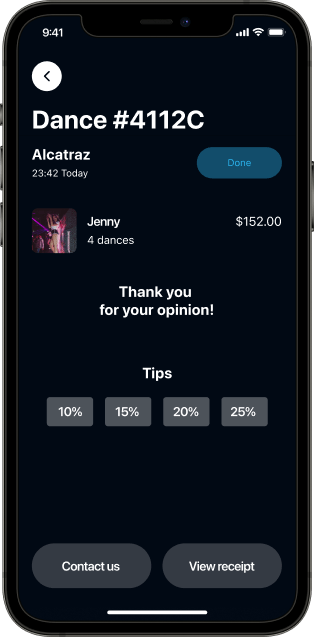 9:41
Dance #4112C
Alcatraz
23:42 Today
Done
Jenny
$152.00
4 dances
Thank you
for your opinion!
Tips
10% 15% 20% 25%
Contact us View receipt